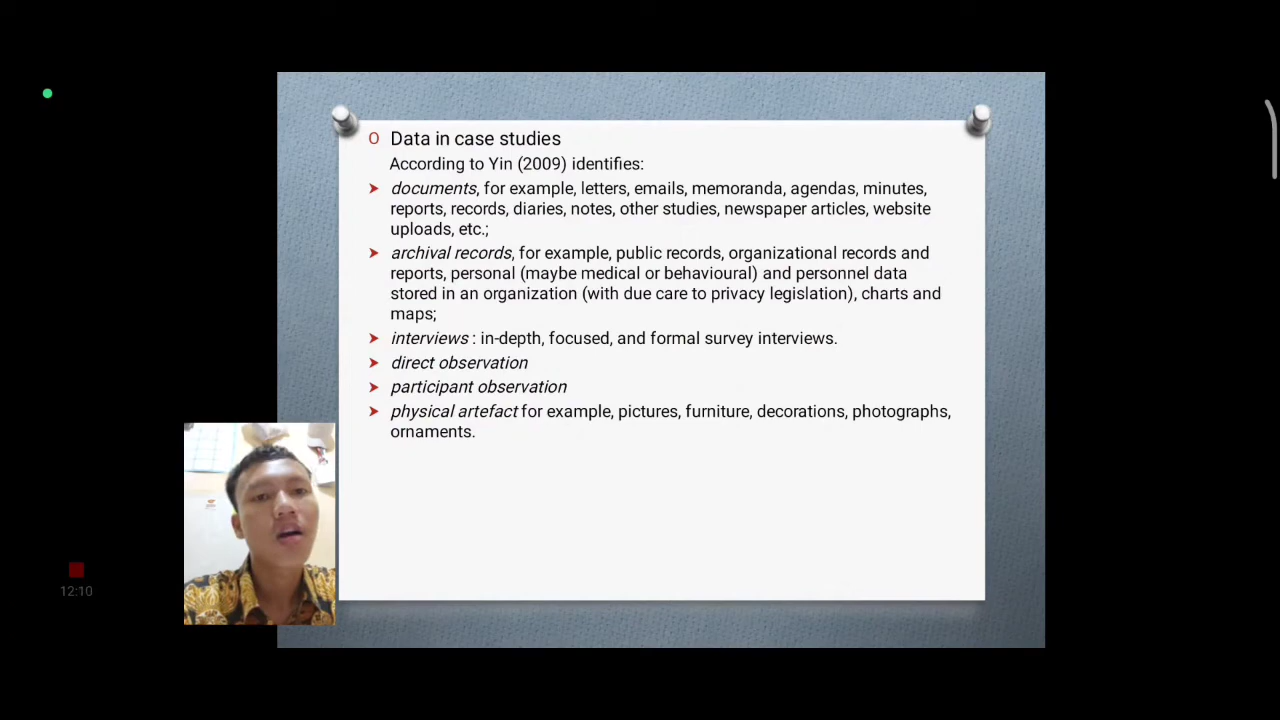 Data in case studies
According to Yin (2009) identifies:
documents, for example, letters, emails, memoranda, agendas, minutes,
reports, records, diaries, notes, other studies, newspaper articles, website
uploads, etc.;
archival records, for example, public records, organizational records and
reports, personal (maybe medical or behavioural) and personnel data
stored in an organization (with due care to privacy legislation), charts and
maps;
interviews : in-depth, focused, and formal survey interviews.
direct observation
participant observation
physical artefact for example, pictures, furniture, decorations, photographs,
ornaments.
12:10